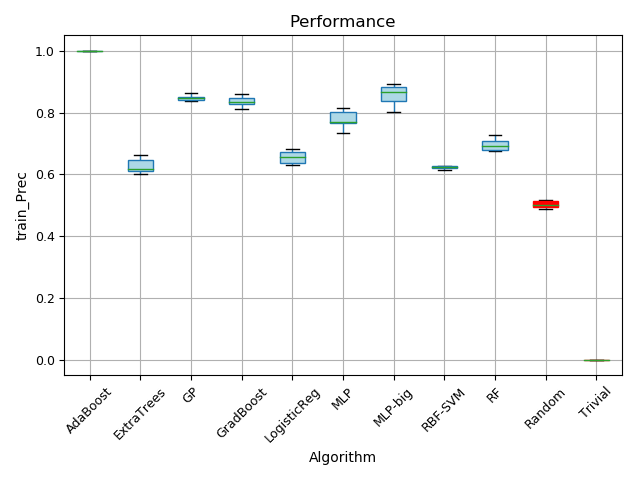 Performance
train_Prec
1.0
0.8
0.6
0.4
0.2
0.0
AdaBoost
ExtraTrees
GP
GradBoost
LogisticReg
MLP
MLP-big
RBF-SVM
RF
Random
Trivial
Algorithm